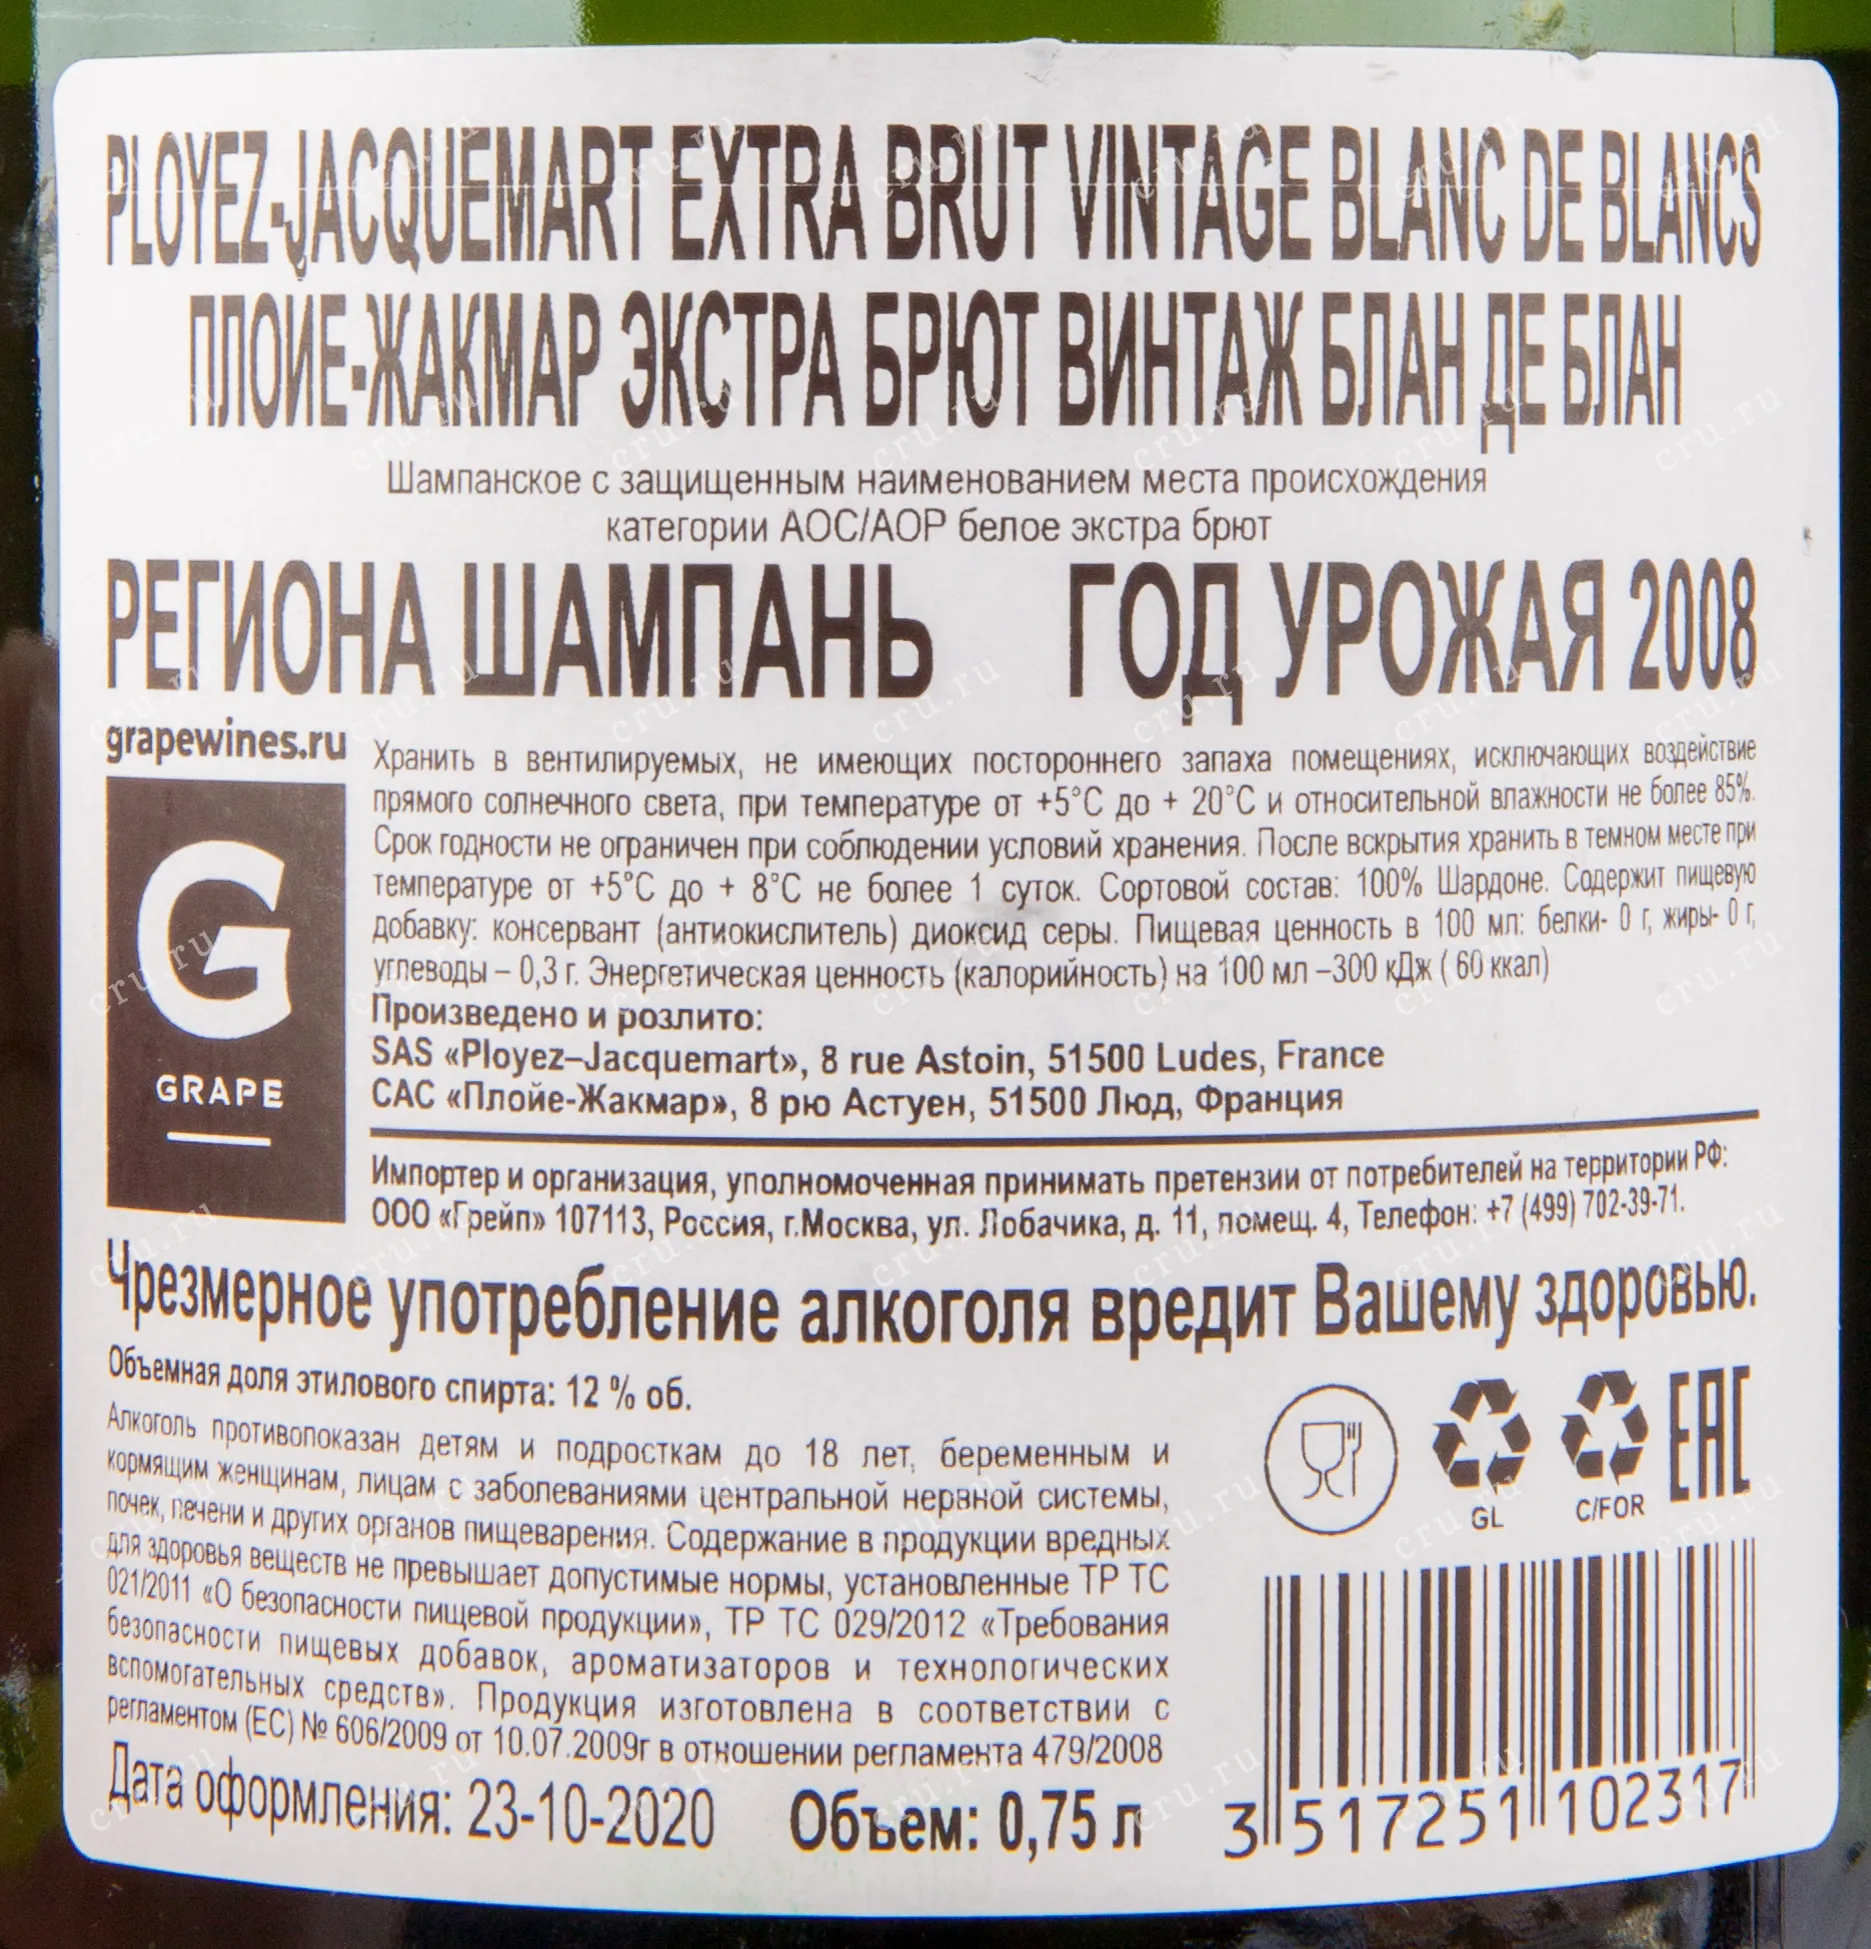 PLOYEZ-JACQUEMART EXTRA BRUT VINTAGE BLANC DE BLANCS
ПЛОИЕ-ЖАКМАР ЭКСТРА БРЮТ ВИНТАЖ БЛАН ДЕ БЛАН
Шампанское с защищенным наименованием места происхождения
категории AOC/AOP белое экстра брют
РЕГИОНА ШАМПАНЬ ГОД УРОЖАЯ 2008
grapewines.ru
G
GRAPE
Хранить в вентилируемых, не имеющих постороннего запаха помещениях, исключающих воздействие
прямого солнечного света, при температуре от +5°C до + 20°C и относительной влажности не более 85%.
Срок годности не ограничен при соблюдении условий хранения. После вскрытия хранить в темном месте при
температуре от +5°C до + 8°C не более 1 суток. Сортовой состав: 100% Шардоне. Содержит пищевую
добавку: консервант (антиокислитель) диоксид серы. Пищевая ценность в 100 мл: белки- 0 г, жиры- 0 г,
углеводы – 0,3 г. Энергетическая ценность (калорийность) на 100 мл –300 кДж ( 60 ккал)
Произведено и розлито:
SAS «Ployez–Jacquemart», 8 rue Astoin, 51500 Ludes, France
САС «Плойе-Жакмар», 8 рю Астуен, 51500 Люд, Франция
Импортер и организация, уполномоченная принимать претензии от потребителей на территории РФ:
ООО «Грейп» 107113, Россия, г.Москва, ул. Лобачика, д. 11, помещ. 4, Телефон: +7 (499) 702-39-71.
Чрезмерное употребление алкоголя вредит Вашему здоровью.
Объемная доля этилового спирта: 12 % об.
Алкоголь противопоказан детям и подросткам до 18 лет, беременным и
кормящим женщинам, лицам с заболеваниями центральной нервной системы,
почек, печени и других органов пищеварения. Содержание в продукции вредных
для здоровья веществ не превышает допустимые нормы, установленные ТР ТС
021/2011 «О безопасности пищевой продукции», ТР ТС 029/2012 «Требования
безопасности пищевых добавок, ароматизаторов и технологических
вспомогательных средств». Продукция изготовлена в соответствии с
регламентом (ЕС) № 606/2009 от 10.07.2009г в отношении регламента 479/2008
Дата оформления: 23-10-2020 Объем: 0,75 л
GL
C/FOR
EAC
3 517251 102317
cru.ru